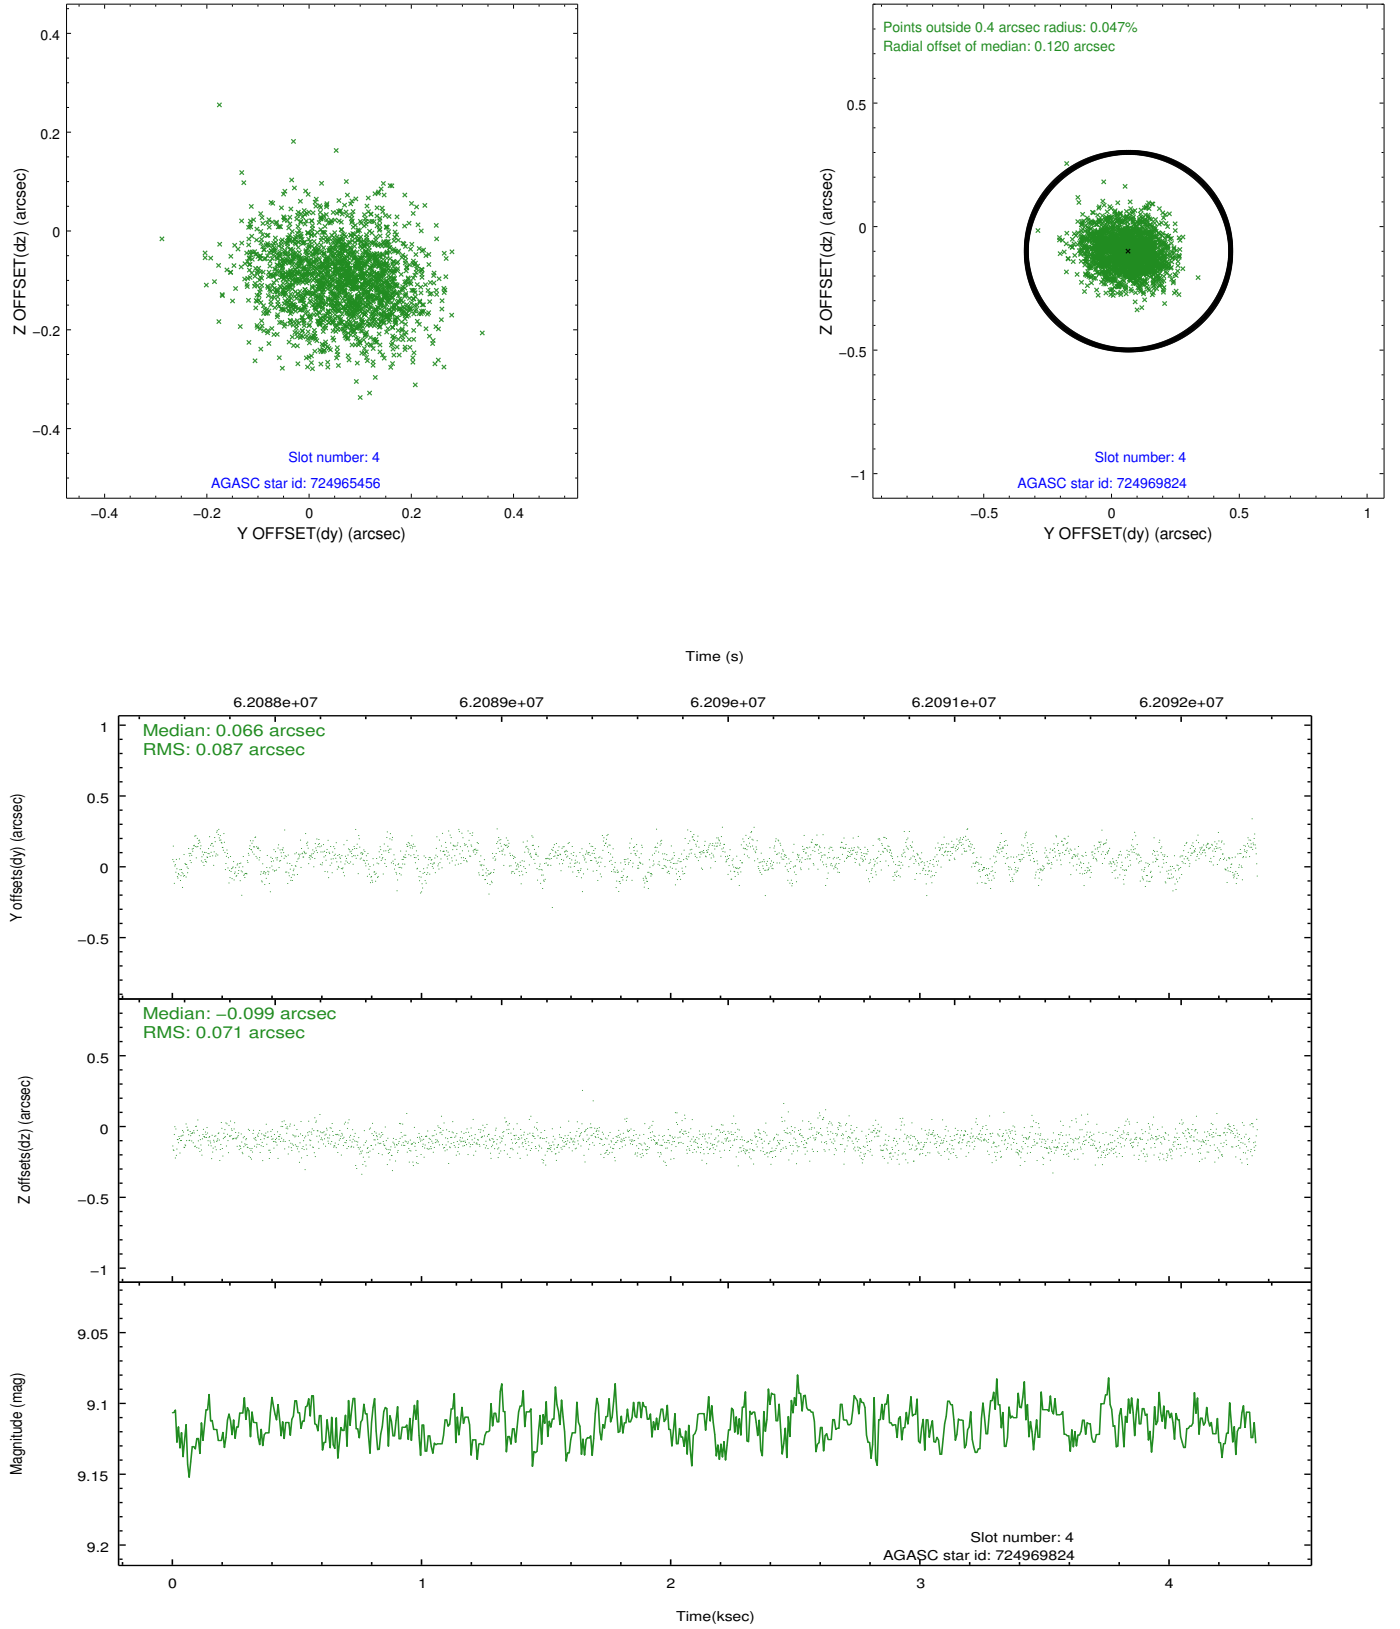 0.4
0.2
0
−0.2
−0.4
Z OFFSET(dz) (arcsec)
Slot number: 4
AGASC star id: 724965456
−0.4
−0.2
0
0.2
0.4
Y OFFSET(dy) (arcsec)
Points outside 0.4 arcsec radius: 0.047%
Radial offset of median: 0.120 arcsec
0.5
0
−0.5
−1
Z OFFSET(dz) (arcsec)
Slot number: 4
AGASC star id: 724969824
−0.5
0
0.5
1
Y OFFSET(dy) (arcsec)
Time (s)
6.2088e+07
6.2089e+07
6.209e+07
6.2091e+07
6.2092e+07
Median: 0.066 arcsec
RMS: 0.087 arcsec
1
0.5
0
−0.5
Y offsets(dy) (arcsec)
Median: −0.099 arcsec
RMS: 0.071 arcsec
0.5
0
−0.5
−1
Z offsets(dz) (arcsec)
9.05
9.1
9.15
9.2
Magnitude (mag)
Slot number: 4
AGASC star id: 724969824
0
1
2
3
4
Time(ksec)